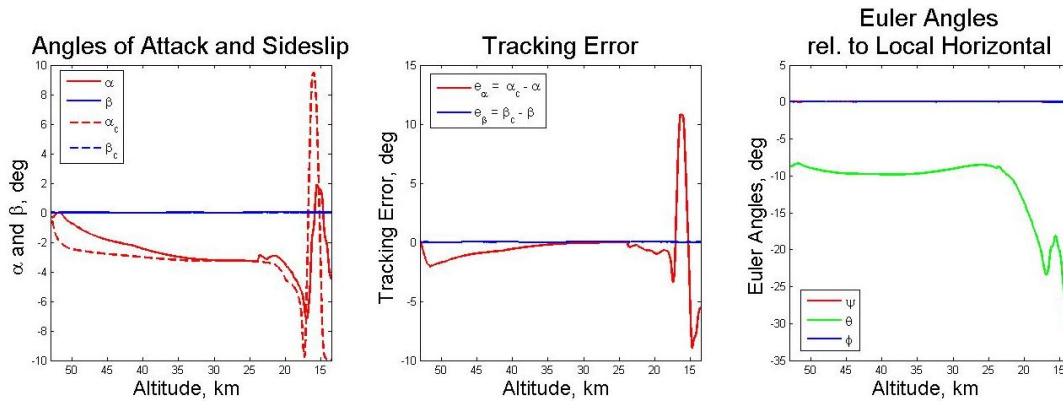 Angles of Attack and Sideslip
10
8
6
4
2
0
-2
-4
-6
-8
-10
α and β, deg
α
β
α_c
β_c
50 45 40 35 30 25 20 15
Altitude, km
Tracking Error
15
10
5
0
-5
-10
Tracking Error, deg
e_α = α_c - α
e_β = β_c - β
50 45 40 35 30 25 20 15
Altitude, km
Euler Angles
rel. to Local Horizontal
5
0
-5
-10
-15
-20
-25
-30
-35
Euler Angles, deg
ψ
θ
ϕ
50 45 40 35 30 25 20 15
Altitude, km